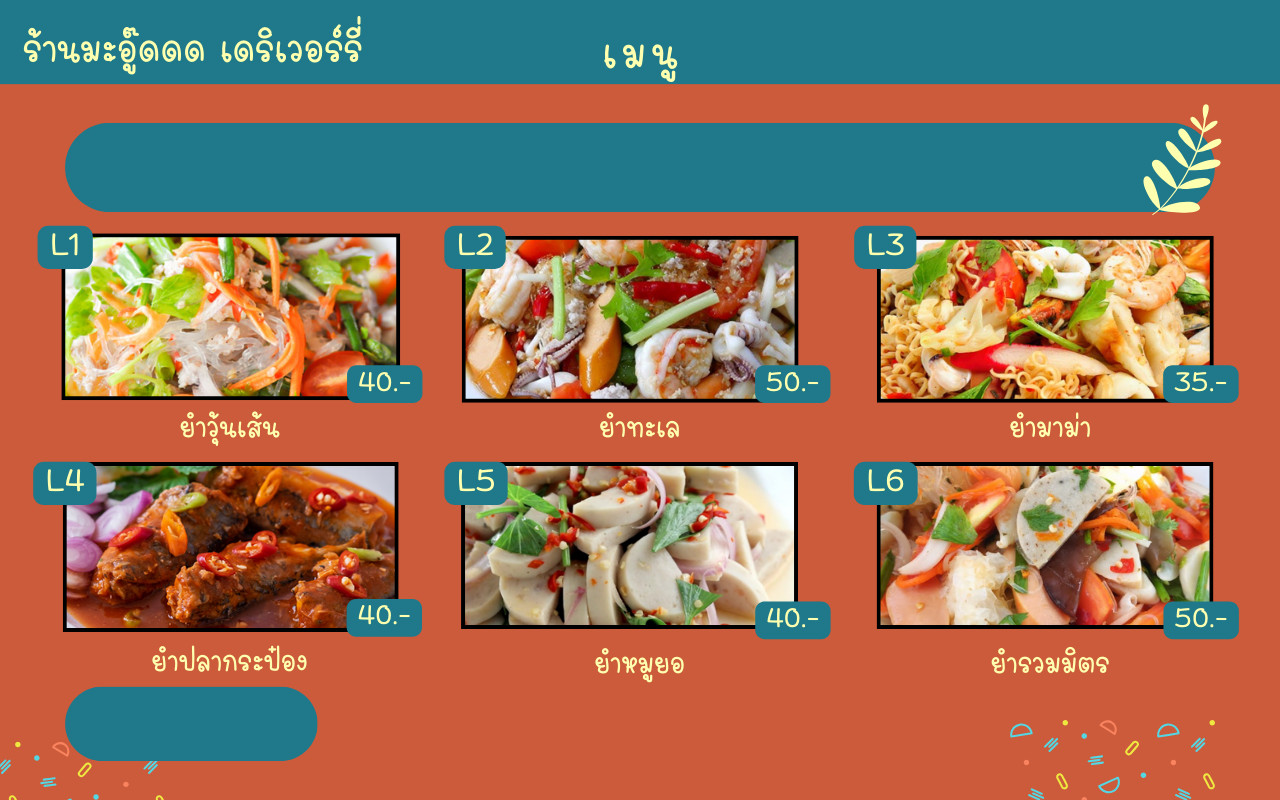 ร้านมะอู๊ดดด เดริเวอร์รี่
เมนู
L1
L2
L3
40.-
50.-
35.-
ยำวุ้นเส้น
ยำทะเล
ยำมาม่า
L4
L5
L6
40.-
40.-
50.-
ยำปลากระป๋อง
ยำหมูยอ
ยำรวมมิตร